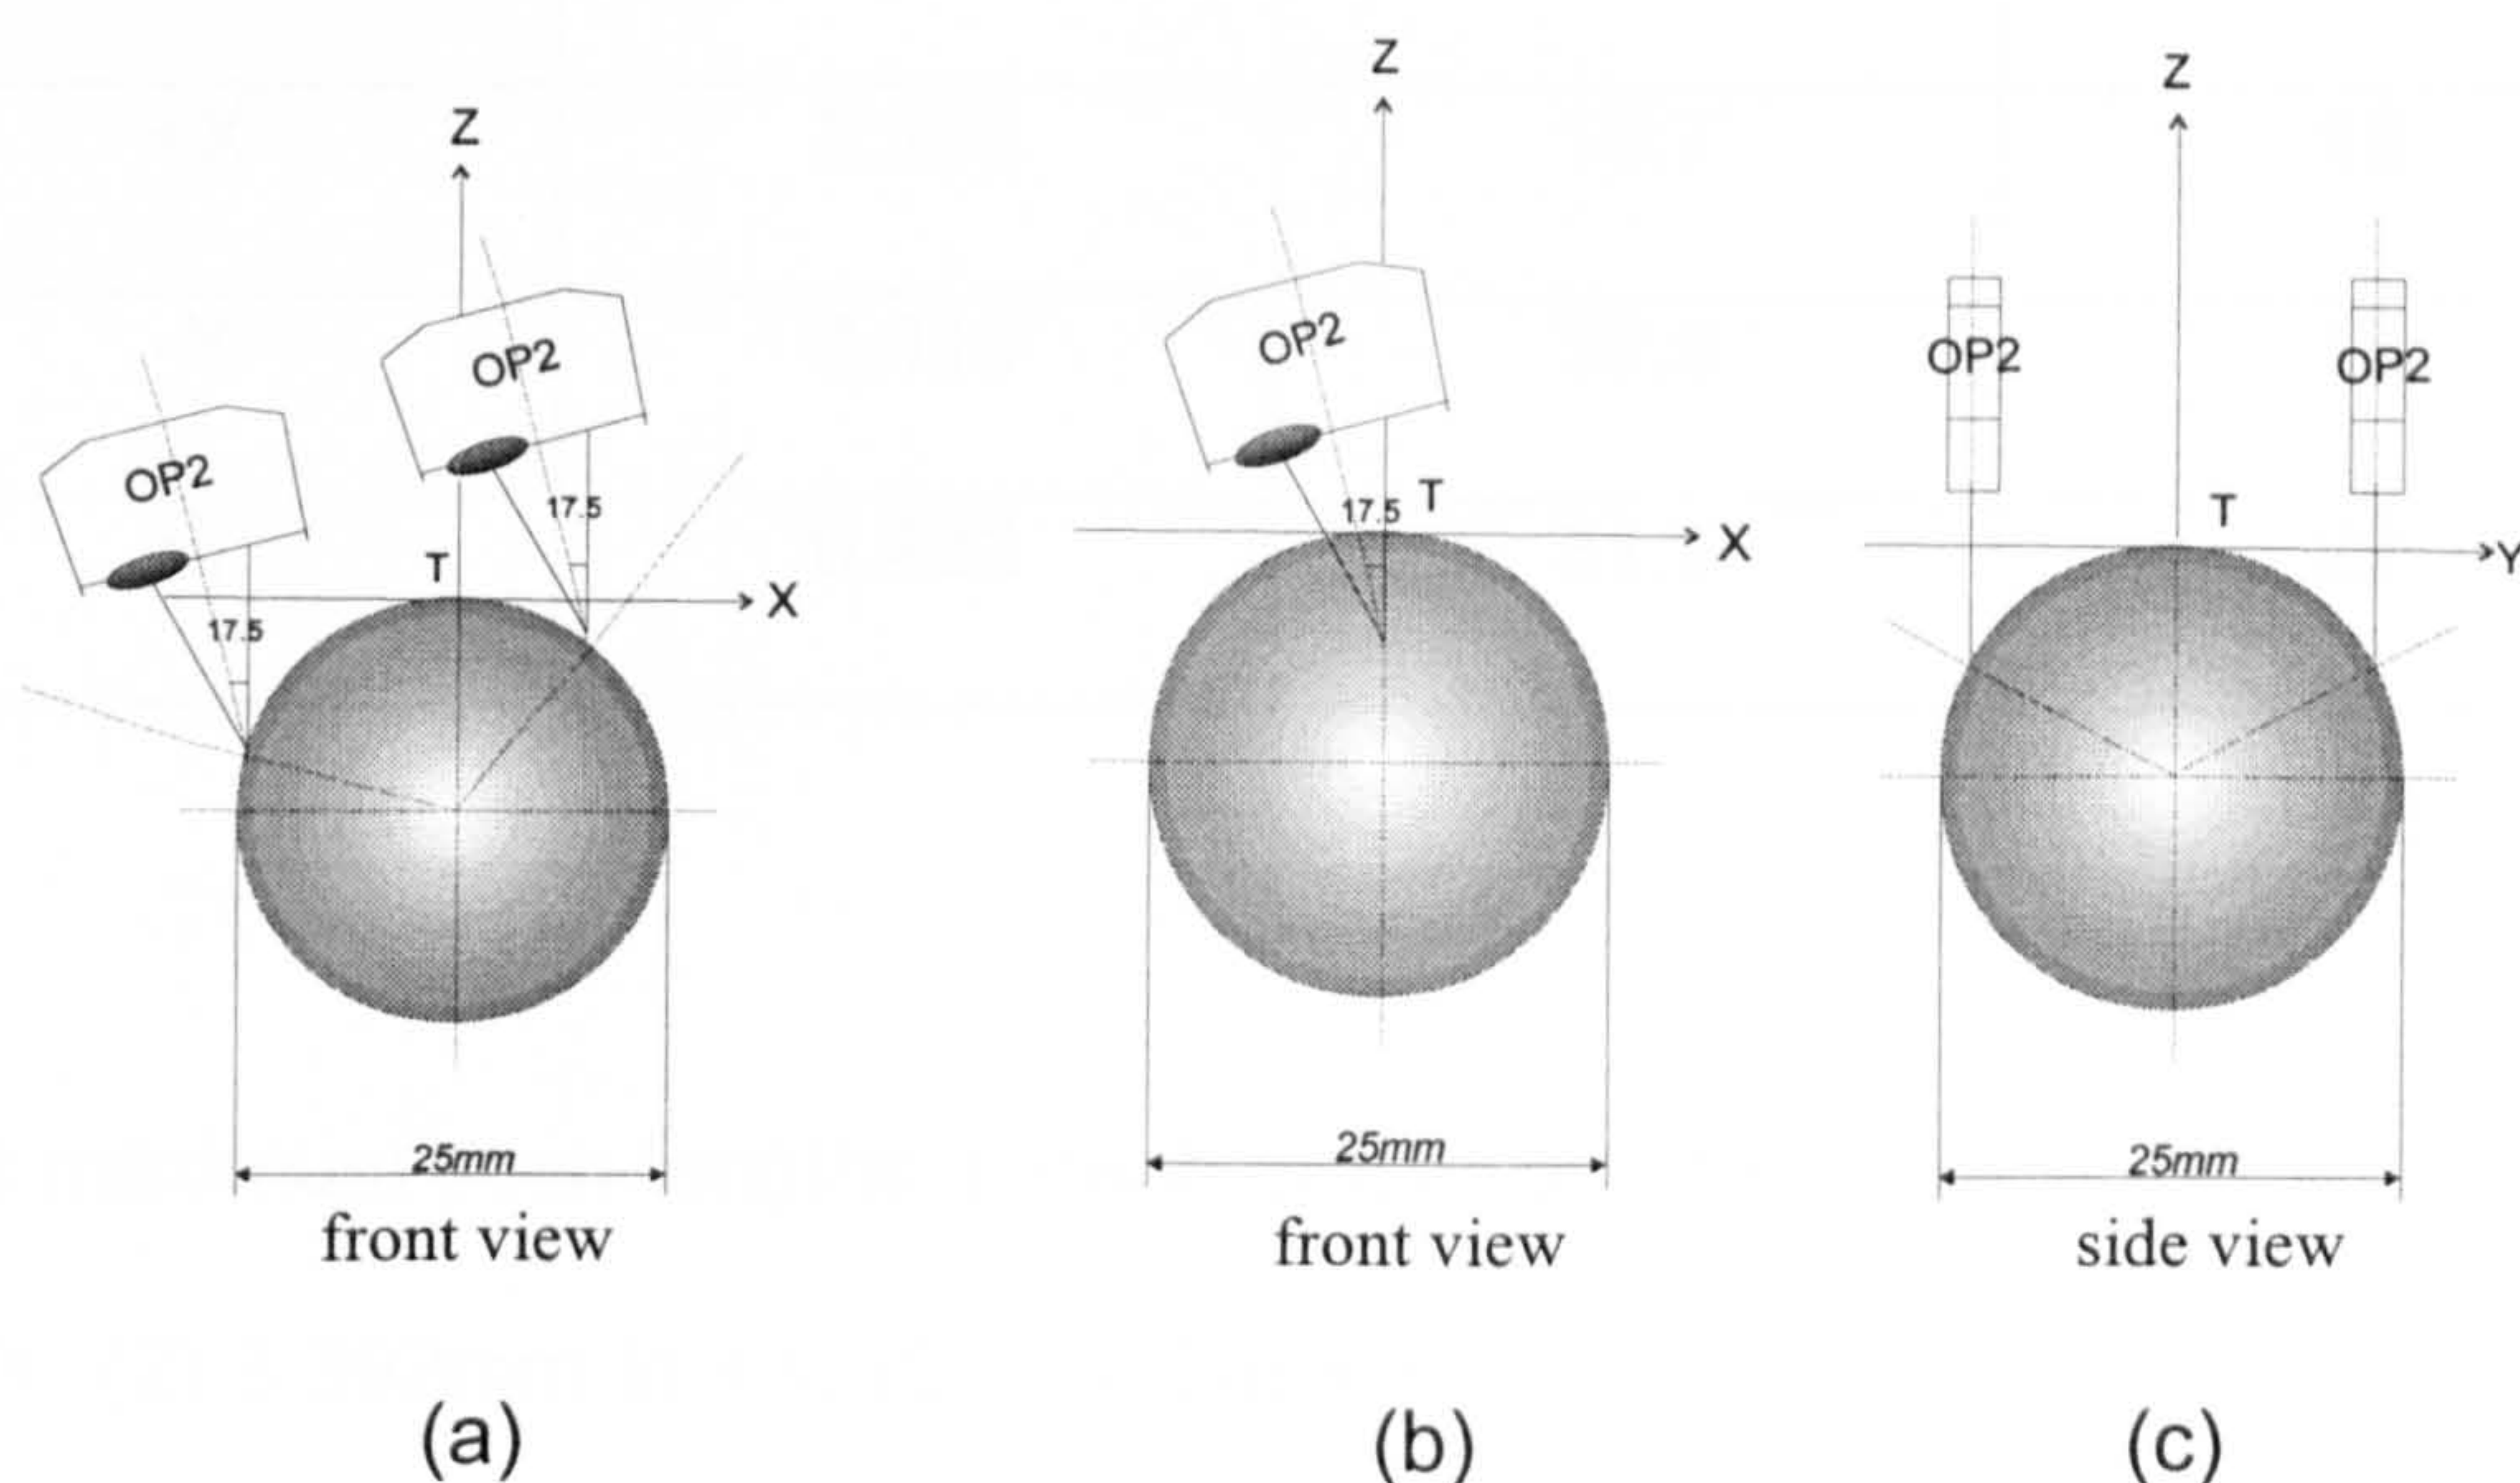 Z
OP2
OP2
17.5
T
X
17.5
25mm
front view
(a)
Z
OP2
17.5
T
X
25mm
front view
(b)
Z
OP2
OP2
T
Y
25mm
side view
(c)